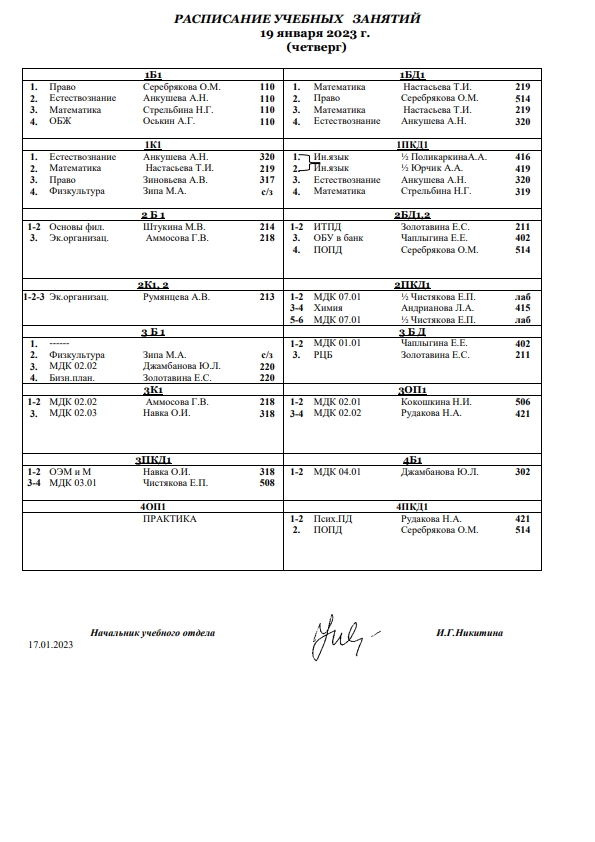 РАСПИСАНИЕ УЧЕБНЫХ ЗАНЯТИЙ
19 января 2023 г.
(четверг)
1Б1
1. Право Серебрякова О.М. 110
2. Естествознание Анкушева А.Н. 110
3. Математика Стрельбина Н.Г. 110
4. ОБЖ Оськин А.Г. 110
1БД1
1. Математика Настасьева Т.И. 219
2. Право Серебрякова О.М. 514
3. Математика Настасьева Т.И. 219
4. Естествознание Анкушева А.Н. 320
1К1
1. Естествознание Анкушева А.Н. 320
2. Математика Настасьева Т.И. 219
3. Право Зиновьева А.В. 317
4. Физкультура Зипа М.А. с/з
1ПКД1
1. Ин.язык ½ ПоликаркинаА.А. 416
2. Ин.язык ½ Юрчик А.А. 419
3. Естествознание Анкушева А.Н. 320
4. Математика Стрельбина Н.Г. 319
2 Б 1
1-2 Основы фил. Штукина М.В. 214
3. Эк.организац. Аммосова Г.В. 218
2БД1,2
1-2 ИТПД Золотавина Е.С. 211
3. ОБУ в банк Чаплыгина Е.Е. 402
4. ПОПД Серебрякова О.М. 514
2К1, 2
1-2-3 Эк.организац. Румянцева А.В. 213
2ПКД1
1-2 МДК 07.01 ½ Чистякова Е.П. лаб
3-4 Химия Андрианова Л.А. 415
5-6 МДК 07.01 ½ Чистякова Е.П. лаб
3 Б 1
1. ------
2. Физкультура Зипа М.А. с/з
3. МДК 02.02 Джамбанова Ю.Л. 220
4. Бизн.план. Золотавина Е.С. 220
3 Б Д
1-2 МДК 01.01 Чаплыгина Е.Е. 402
3. РЦБ Золотавина Е.С. 211
3К1
1-2 МДК 02.02 Аммосова Г.В. 218
3. МДК 02.03 Навка О.И. 318
3ОП1
1-2 МДК 02.01 Кокошкина Н.И. 506
3-4 МДК 02.02 Рудакова Н.А. 421
3ПКД1
1-2 ОЭМ и М Навка О.И. 318
3-4 МДК 03.01 Чистякова Е.П. 508
4Б1
1-2 МДК 04.01 Джамбанова Ю.Л. 302
4ОП1
ПРАКТИКА
4ПКД1
1-2 Псих.ПД Рудакова Н.А. 421
2. ПОПД Серебрякова О.М. 514
Начальник учебного отдела И.Г.Никитина
17.01.2023